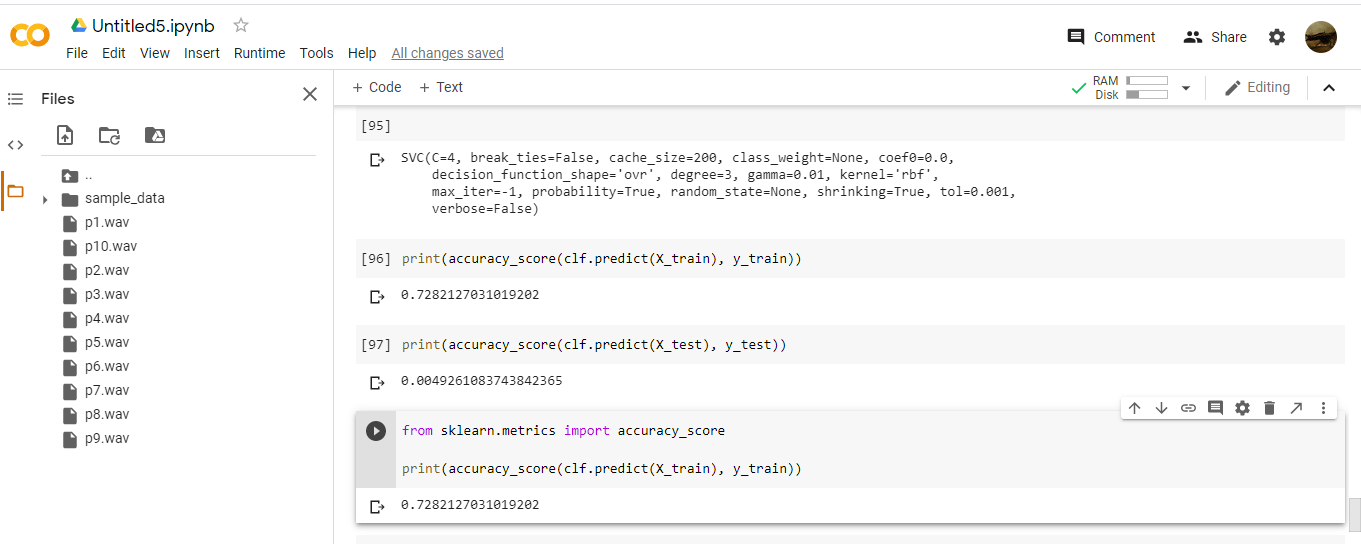 Untitled5.ipynb
File Edit View Insert Runtime Tools Help All changes saved
Comment Share
Files
+ Code + Text
RAM
Disk
Editing
..
sample_data
p1.wav
p10.wav
p2.wav
p3.wav
p4.wav
p5.wav
p6.wav
p7.wav
p8.wav
p9.wav
[95]
SVC(C=4, break_ties=False, cache_size=200, class_weight=None, coef0=0.0,
decision_function_shape='ovr', degree=3, gamma=0.01, kernel='rbf',
max_iter=-1, probability=True, random_state=None, shrinking=True, tol=0.001,
verbose=False)
[96] print(accuracy_score(clf.predict(X_train), y_train))
0.7282127031019202
[97] print(accuracy_score(clf.predict(X_test), y_test))
0.0049261083743842365
from sklearn.metrics import accuracy_score
print(accuracy_score(clf.predict(X_train), y_train))
0.7282127031019202